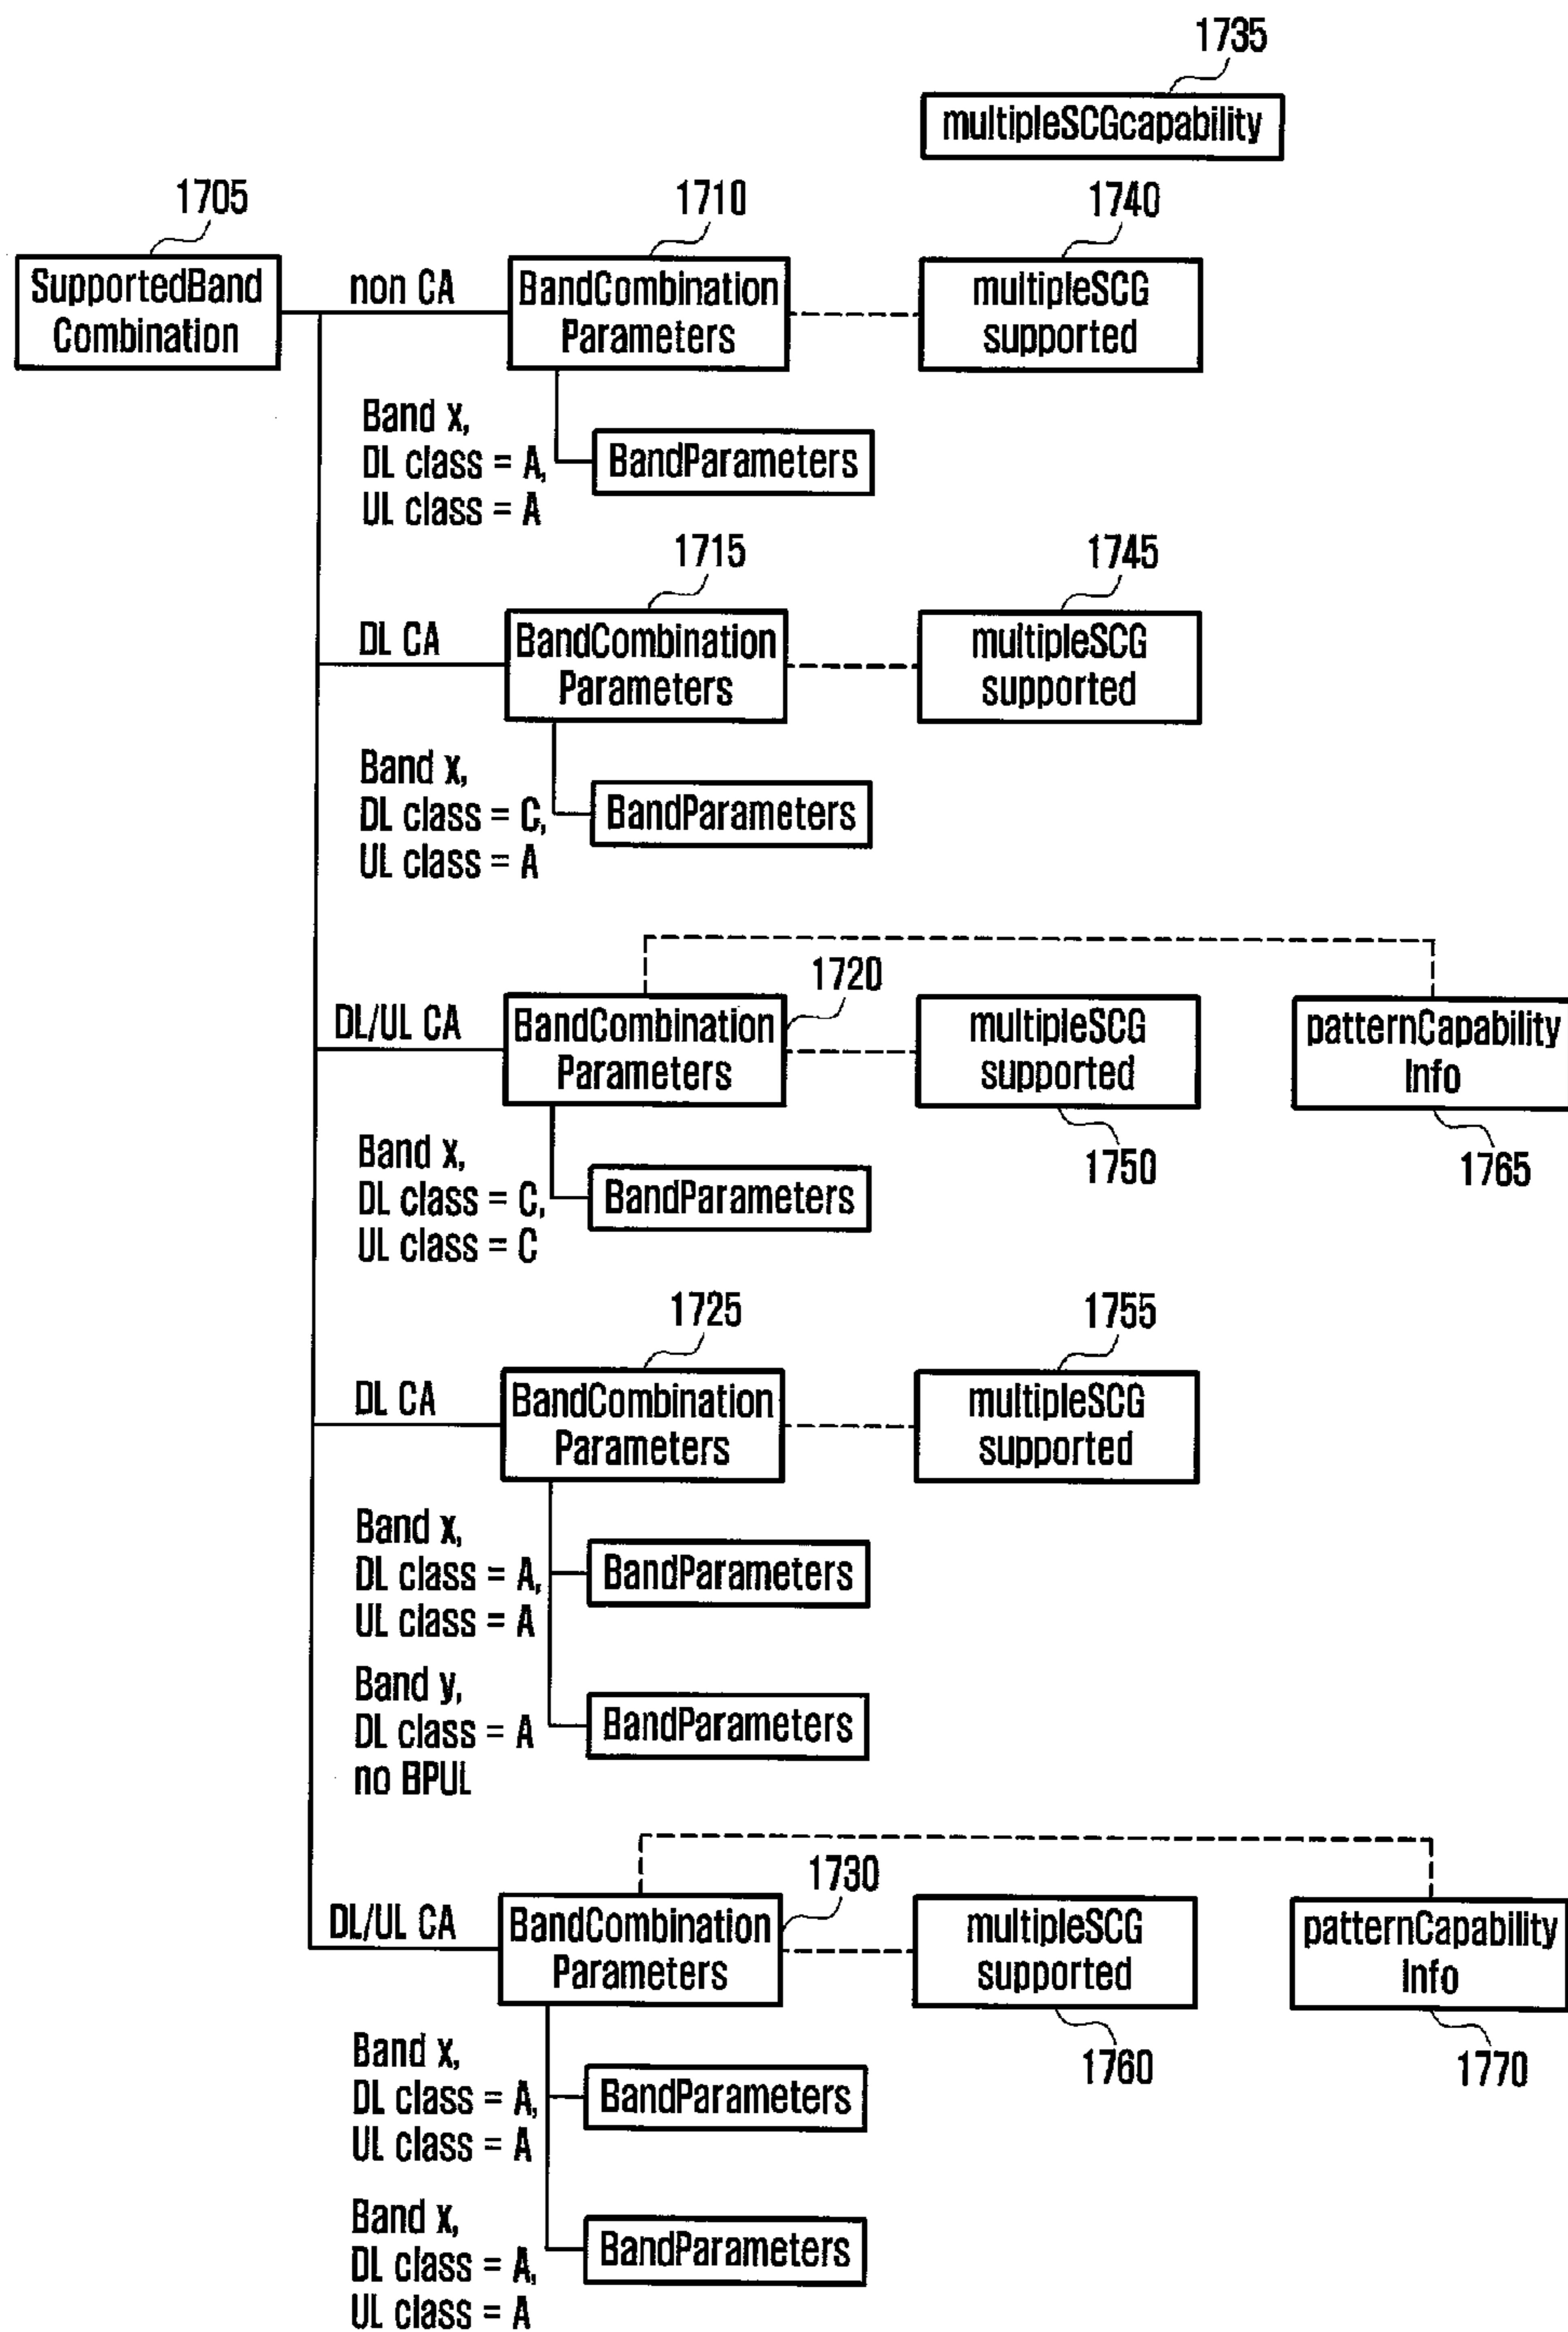 1735
multipleSCGcapability
1705
1710
1740
SupportedBand
Combination
non CA
BandCombination
Parameters
multipleSCG
supported
Band x,
DL class = A,
UL class = A
BandParameters
1715
1745
DL CA
BandCombination
Parameters
multipleSCG
supported
Band x,
DL class = C,
UL class = A
BandParameters
1720
DL/UL CA
BandCombination
Parameters
multipleSCG
supported
patternCapability
Info
1750
1765
Band x,
DL class = C,
UL class = C
BandParameters
1725
1755
DL CA
BandCombination
Parameters
multipleSCG
supported
Band x,
DL class = A,
UL class = A
BandParameters
Band y,
DL class = A
no BPUL
BandParameters
1730
DL/UL CA
BandCombination
Parameters
multipleSCG
supported
patternCapability
Info
1760
1770
Band x,
DL class = A,
UL class = A
BandParameters
Band x,
DL class = A,
UL class = A
BandParameters